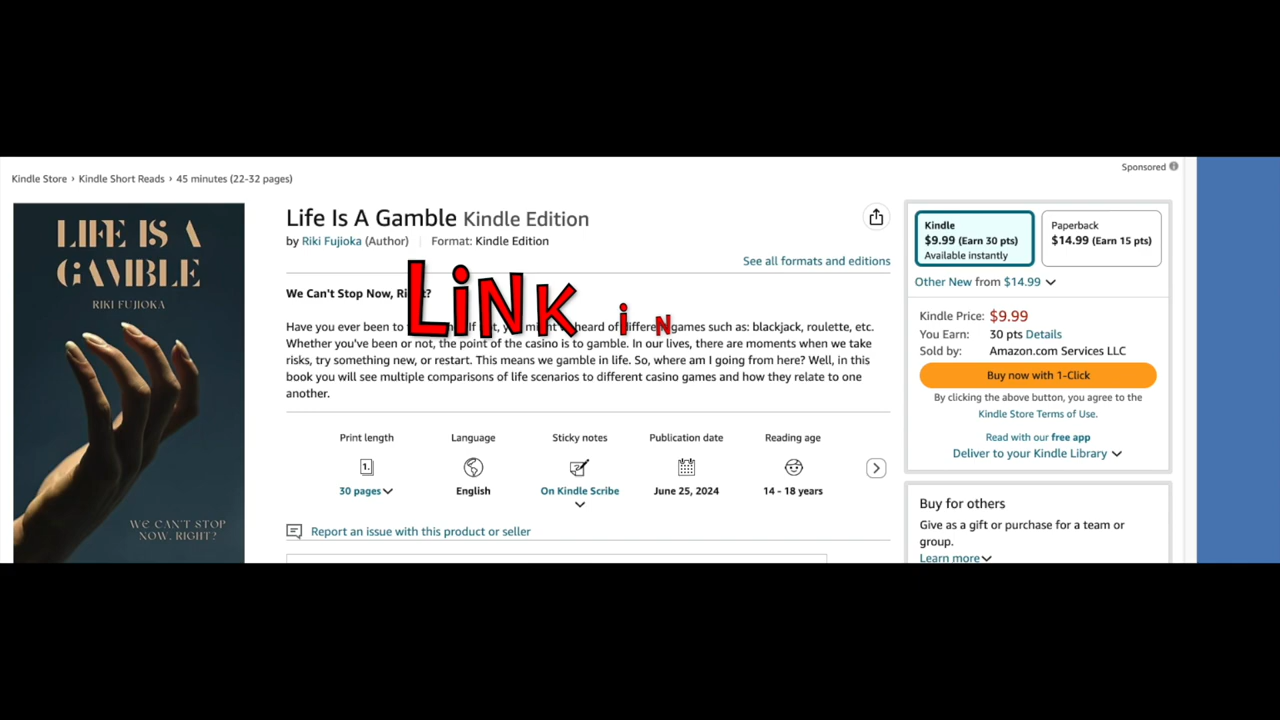 Sponsored
Kindle Store › Kindle Short Reads › 45 minutes (22-32 pages)
LIFE IS A
GAMBLE
RIKI FUJIOKA
WE CAN'T STOP
NOW, RIGHT?
Life Is A Gamble Kindle Edition
by Riki Fujioka (Author) Format: Kindle Edition
See all formats and editions
We Can't Stop Now, Right?
LiNK iN
Have you ever been to If not, you might heard of different games such as: blackjack, roulette, etc.
Whether you've been or not, the point of the casino is to gamble. In our lives, there are moments when we take
risks, try something new, or restart. This means we gamble in life. So, where am I going from here? Well, in this
book you will see multiple comparisons of life scenarios to different casino games and how they relate to one
another.
Print length
1.
30 pages
Language
English
Sticky notes
On Kindle Scribe
Publication date
June 25, 2024
Reading age
14 - 18 years
Report an issue with this product or seller
Kindle
$9.99 (Earn 30 pts)
Available instantly
Paperback
$14.99 (Earn 15 pts)
Other New from $14.99
Kindle Price: $9.99
You Earn: 30 pts Details
Sold by: Amazon.com Services LLC
Buy now with 1-Click
By clicking the above button, you agree to the
Kindle Store Terms of Use.
Read with our free app
Deliver to your Kindle Library
Buy for others
Give as a gift or purchase for a team or
group.
Learn more